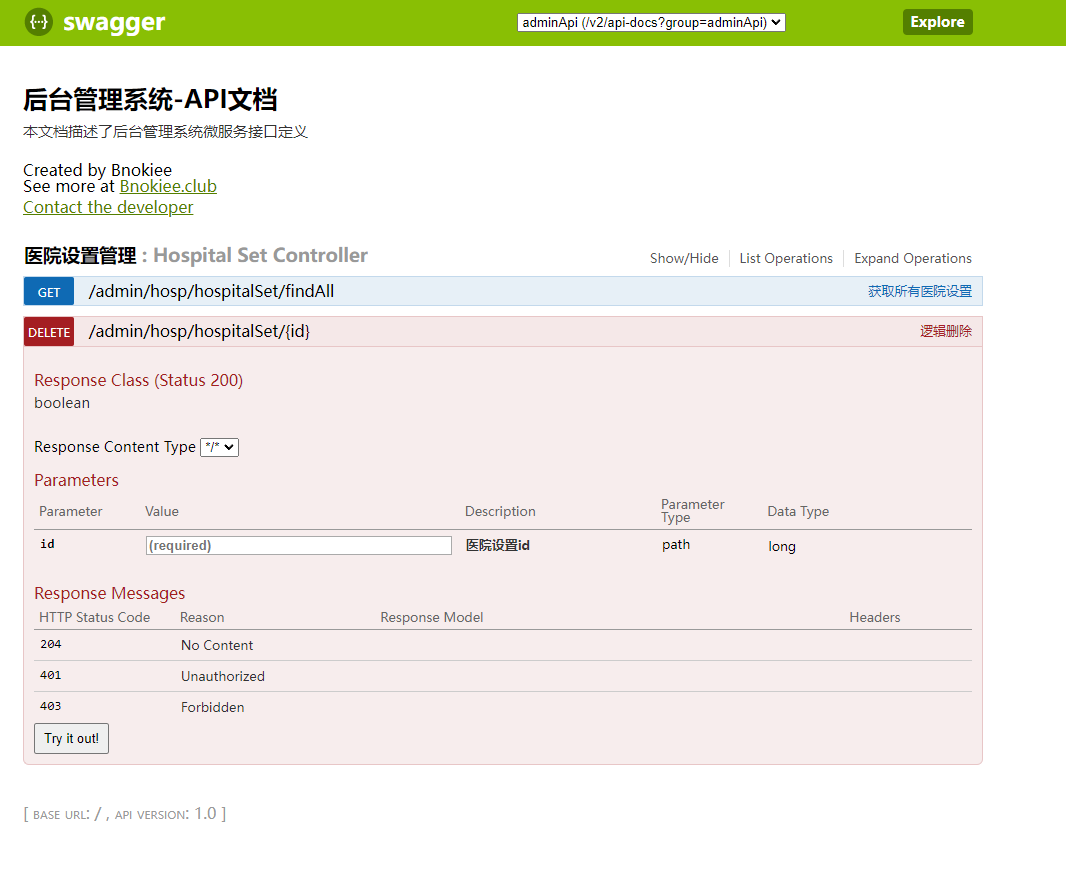 {··} swagger adminApi (/v2/api-docs?group=adminApi) Explore
后台管理系统-API文档
本文档描述了后台管理系统微服务接口定义
Created by Bnokiee
See more at Bnokiee.club
Contact the developer
医院设置管理 : Hospital Set Controller Show/Hide List Operations Expand Operations
GET /admin/hosp/hospitalSet/findAll 获取所有医院设置
DELETE /admin/hosp/hospitalSet/{id} 逻辑删除
Response Class (Status 200)
boolean
Response Content Type */*
Parameters
Parameter Value Description Parameter Type Data Type
id (required) 医院设置id path long
Response Messages
HTTP Status Code Reason Response Model Headers
204 No Content
401 Unauthorized
403 Forbidden
Try it out!
[ BASE URL: / , API VERSION: 1.0 ]